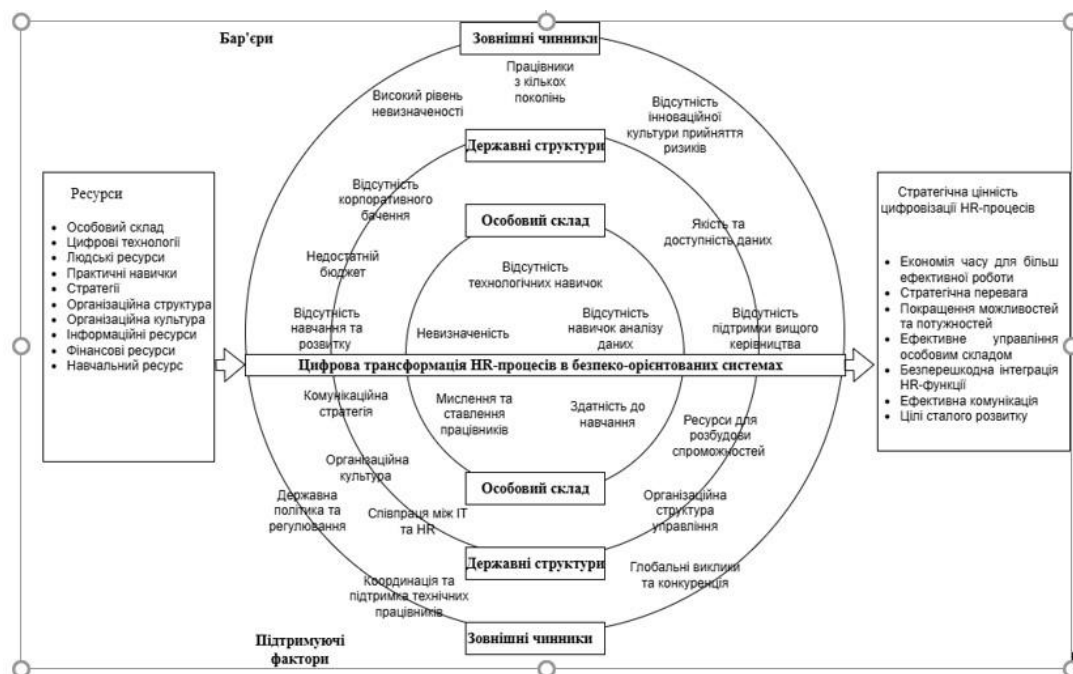 Бар'єри
Зовнішні чинники
Працівники
з кількох
поколінь
Високий рівень
невизначеності
Відсутність
інноваційної
культури прийняття
ризиків
Державні структури
Відсутність
корпоративного
бачення
Якість та
доступність даних
Недостатній
бюджет
Особовий склад
Відсутність
технологічних навичок
Відсутність
навчання та
розвитку
Невизначеність
Відсутність
навичок аналізу
даних
Відсутність
підтримки вищого
керівництва
Ресурси
Особовий склад
Цифрові технології
Людські ресурси
Практичні навички
Стратегії
Організаційна структура
Організаційна культура
Інформаційні ресурси
Фінансові ресурси
Навчальний ресурс
Цифрова трансформація HR-процесів в безпеко-орієнтованих системах
Стратегічна цінність
цифровізації HR-процесів
Економія часу для більш
ефективної роботи
Стратегічна перевага
Покращення можливостей
та потужностей
Ефективне управління
особовим складом
Безперешкодна інтеграція
HR-функції
Ефективна комунікація
Цілі сталого розвитку
Комунікаційна
стратегія
Мислення та
ставлення
працівників
Здатність до
навчання
Ресурси для
розбудови
спроможностей
Організаційна
культура
Особовий склад
Державна
політика та
регулювання
Співпраця між ІТ
та HR
Організаційна
структура
управління
Державні структури
Координація та
підтримка технічних
працівників
Глобальні виклики
та конкуренція
Зовнішні чинники
Підтримуючі
фактори